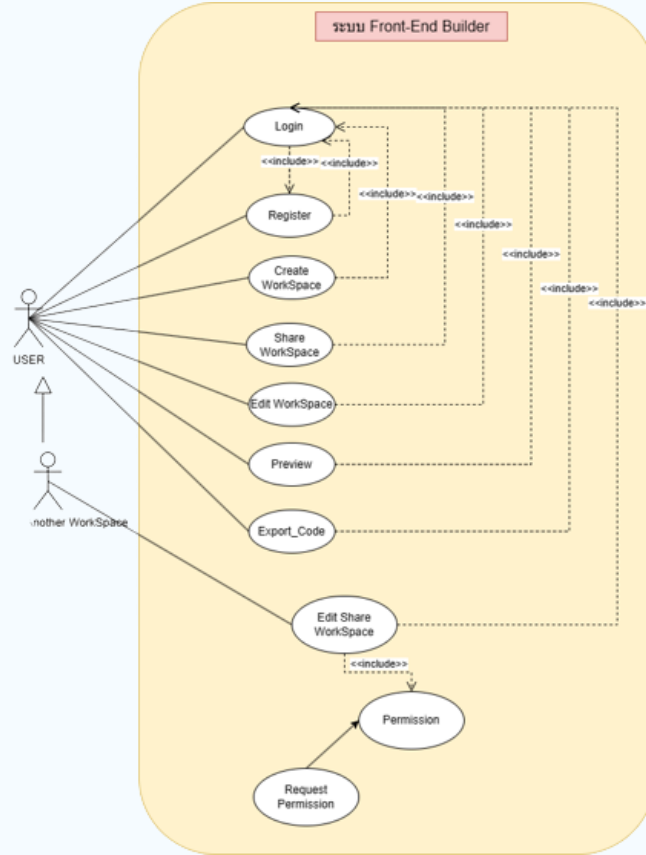 ระบบ Front-End Builder
Login
<<include>>
<<include>>
Register
<<include>>
<<include>>
Create
WorkSpace
<<include>>
<<include>>
<<include>>
<<include>>
Share
WorkSpace
USER
Edit WorkSpace
Preview
nother WorkSpace
Export_Code
Edit Share
WorkSpace
<<include>>
Permission
Request
Permission